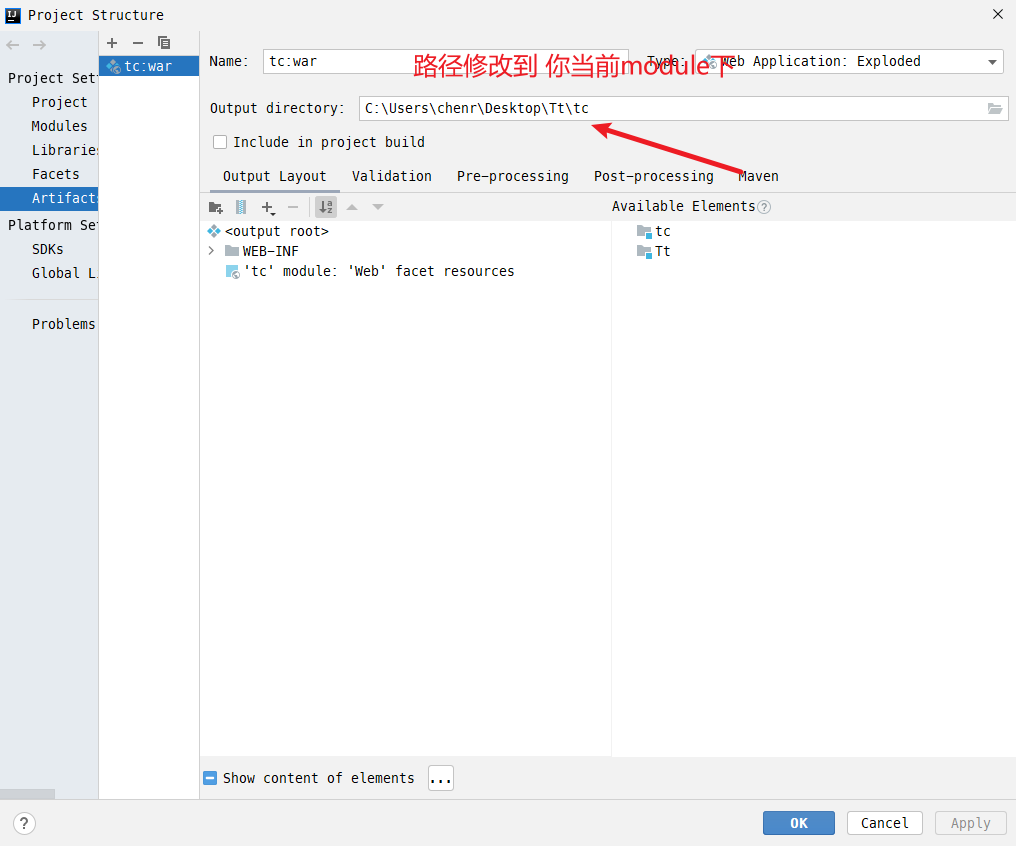 Project Structure
Project Set
Project
Modules
Libraries
Facets
Artifacts
Platform Set
SDKs
Global L
Problems
tc:war
Name: tc:war
Type: Web Application: Exploded
路径修改到 你当前module下
Output directory: C:\Users\chenr\Desktop\Tt\tc
Include in project build
Output Layout Validation Pre-processing Post-processing Maven
Available Elements
<output root>
WEB-INF
'tc' module: 'Web' facet resources
tc
Tt
Show content of elements ...
OK Cancel Apply